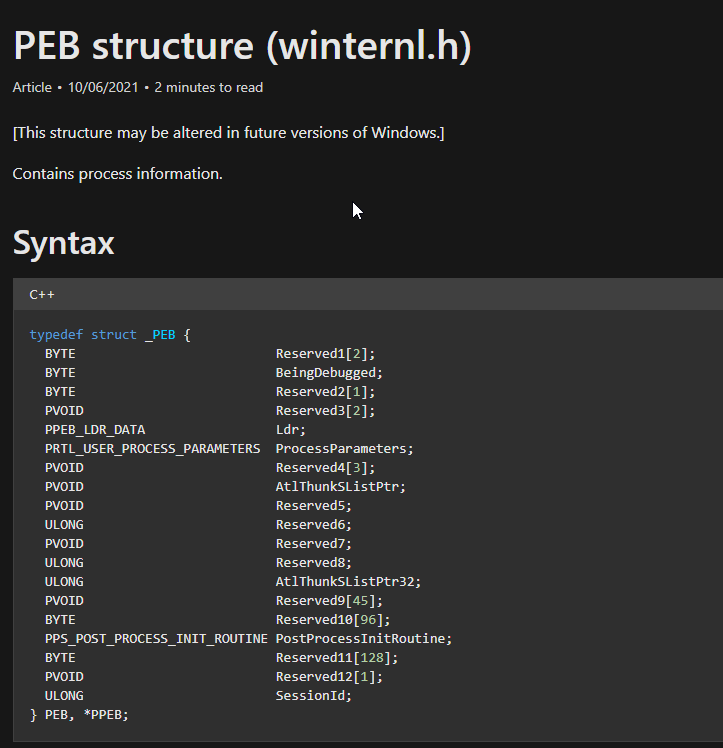 PEB structure (winternl.h)
Article • 10/06/2021 • 2 minutes to read
[This structure may be altered in future versions of Windows.]
Contains process information.
Syntax
C++
typedef struct _PEB {
  BYTE                          Reserved1[2];
  BYTE                          BeingDebugged;
  BYTE                          Reserved2[1];
  PVOID                         Reserved3[2];
  PPEB_LDR_DATA                 Ldr;
  PRTL_USER_PROCESS_PARAMETERS  ProcessParameters;
  PVOID                         Reserved4[3];
  PVOID                         AtlThunkSListPtr;
  PVOID                         Reserved5;
  ULONG                         Reserved6;
  PVOID                         Reserved7;
  ULONG                         Reserved8;
  ULONG                         AtlThunkSListPtr32;
  PVOID                         Reserved9[45];
  BYTE                          Reserved10[96];
  PPS_POST_PROCESS_INIT_ROUTINE PostProcessInitRoutine;
  BYTE                          Reserved11[128];
  PVOID                         Reserved12[1];
  ULONG                         SessionId;
} PEB, *PPEB;